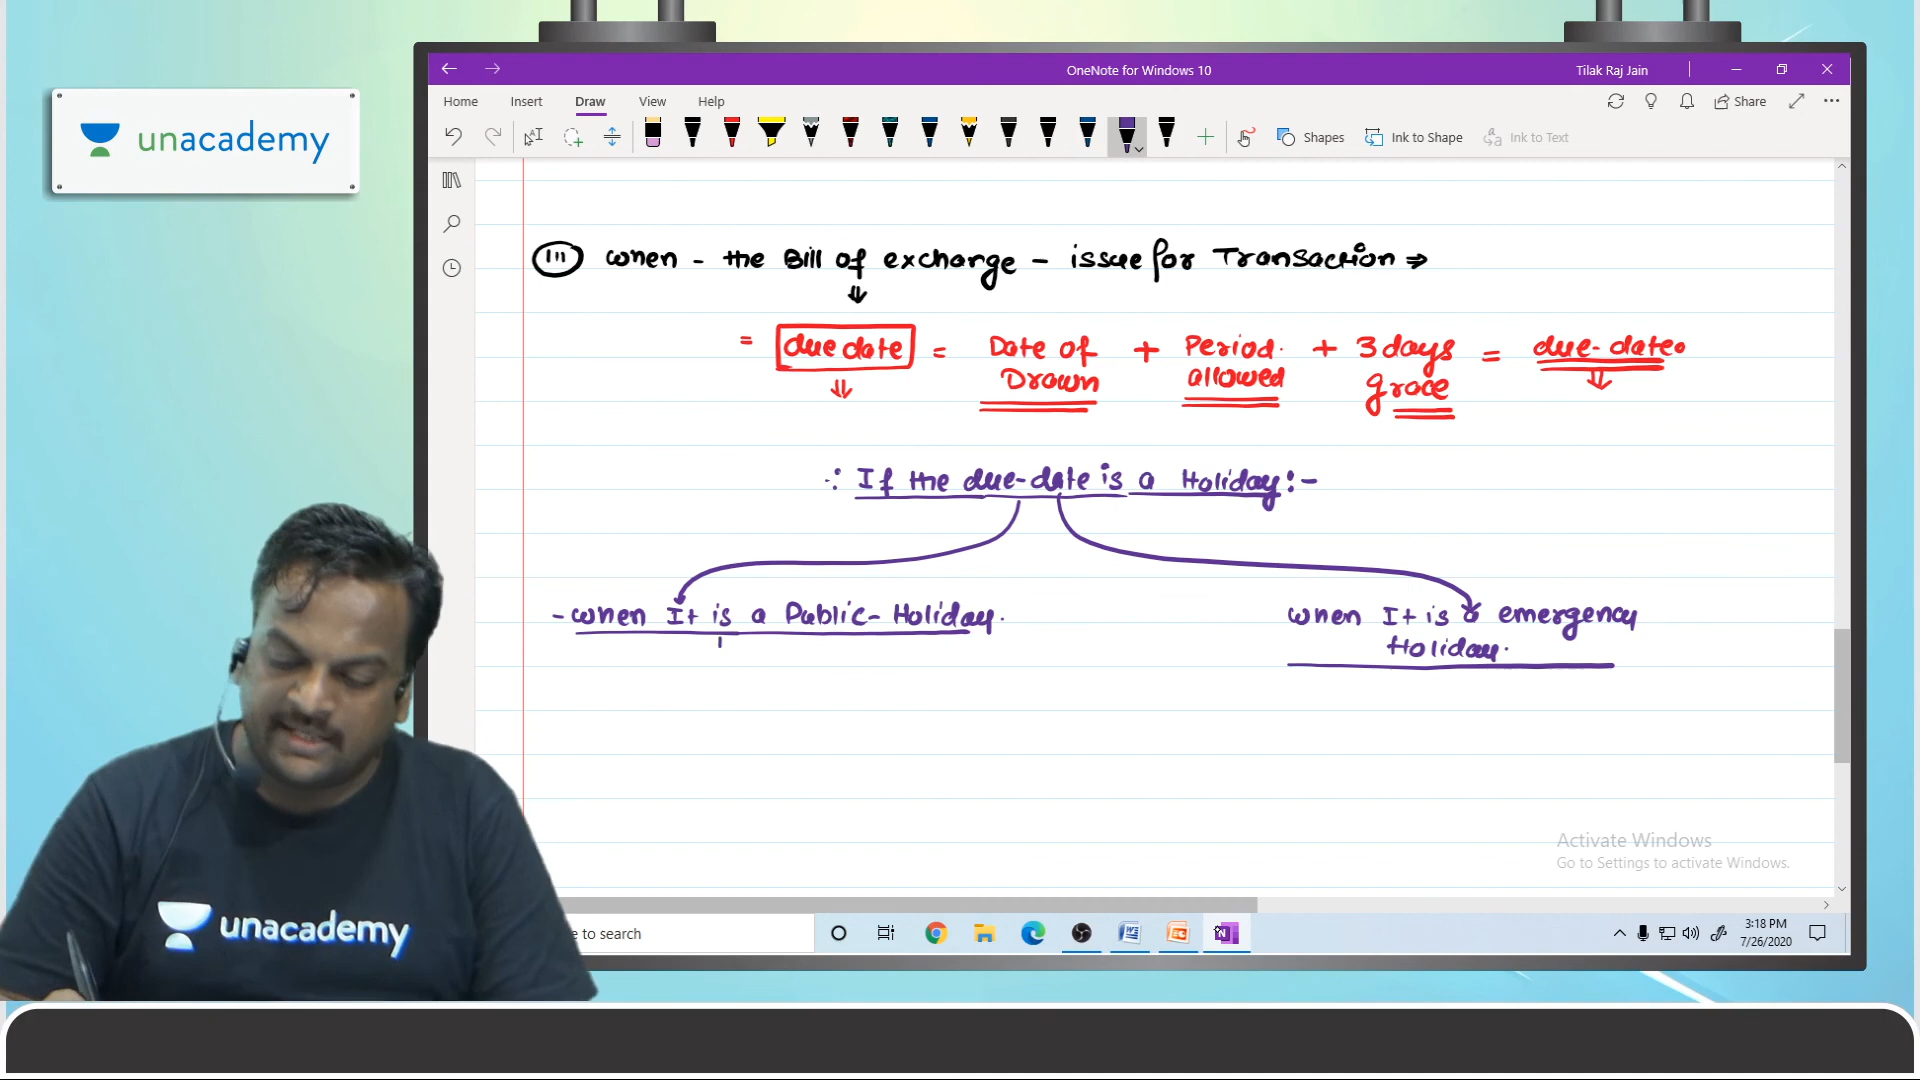 unacademy
OneNote for Windows 10
Tilak Raj Jain
Home Insert Draw View Help
Share
Shapes
Ink to Shape
Ink to Text
(III) when - the Bill of exchange - issue for Transaction ⇒
= due date = Date of Drawn + Period allowed + 3 days grace = due-date
∴ If the due-date is a Holiday:-
- when It is a Public-Holiday.
when It is a emergency
Holiday.
Activate Windows
Go to Settings to activate Windows.
unacademy
e to search
3:18 PM
7/26/2020